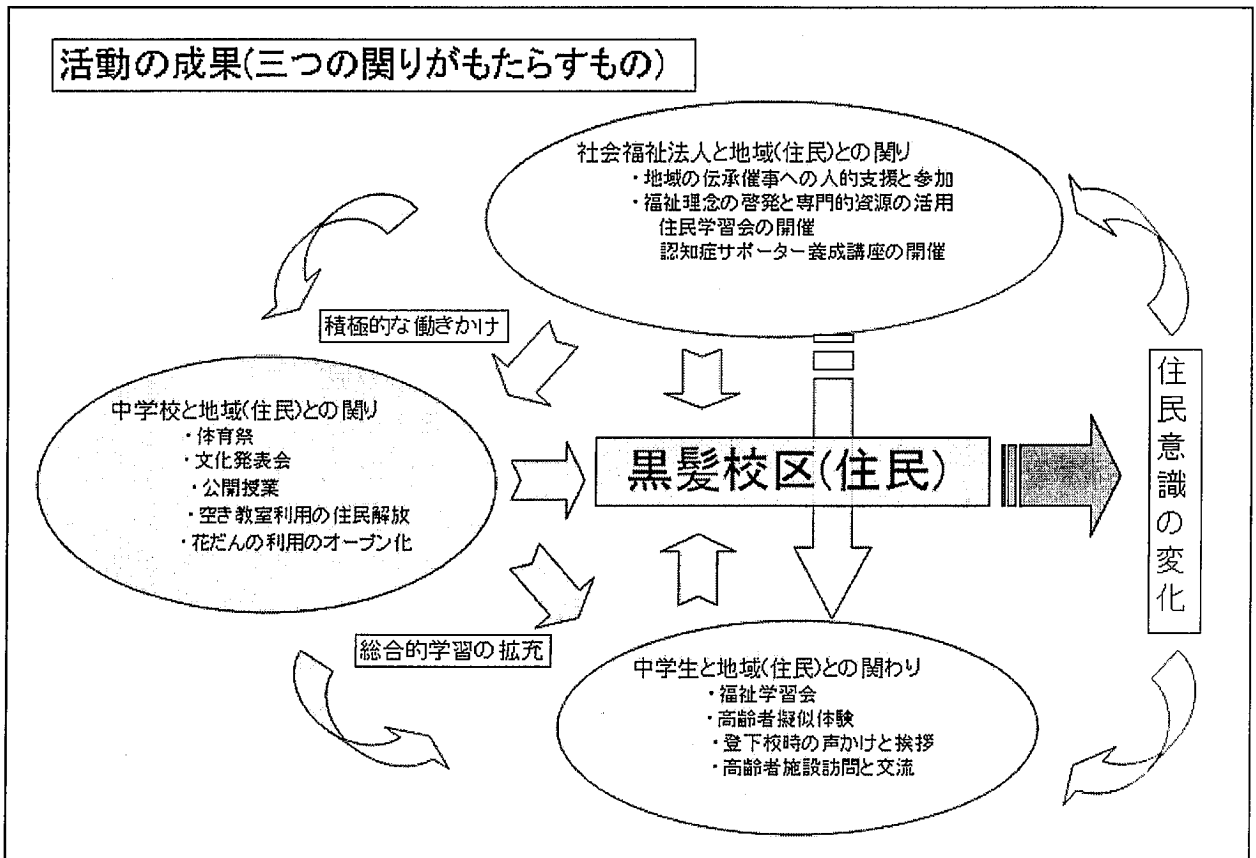 活動の成果(三つの関りがもたらすもの)
社会福祉法人と地域(住民)との関り
・地域の伝承催事への人的支援と参加
・福祉理念の啓発と専門的資源の活用
住民学習会の開催
認知症サポーター養成講座の開催
積極的な働きかけ
中学校と地域(住民)との関り
・体育祭
・文化発表会
・公開授業
・空き教室利用の住民解放
・花だんの利用のオープン化
黒髪校区(住民)
住民意識の変化
総合的学習の拡充
中学生と地域(住民)との関わり
・福祉学習会
・高齢者擬似体験
・登下校時の声かけと挨拶
・高齢者施設訪問と交流